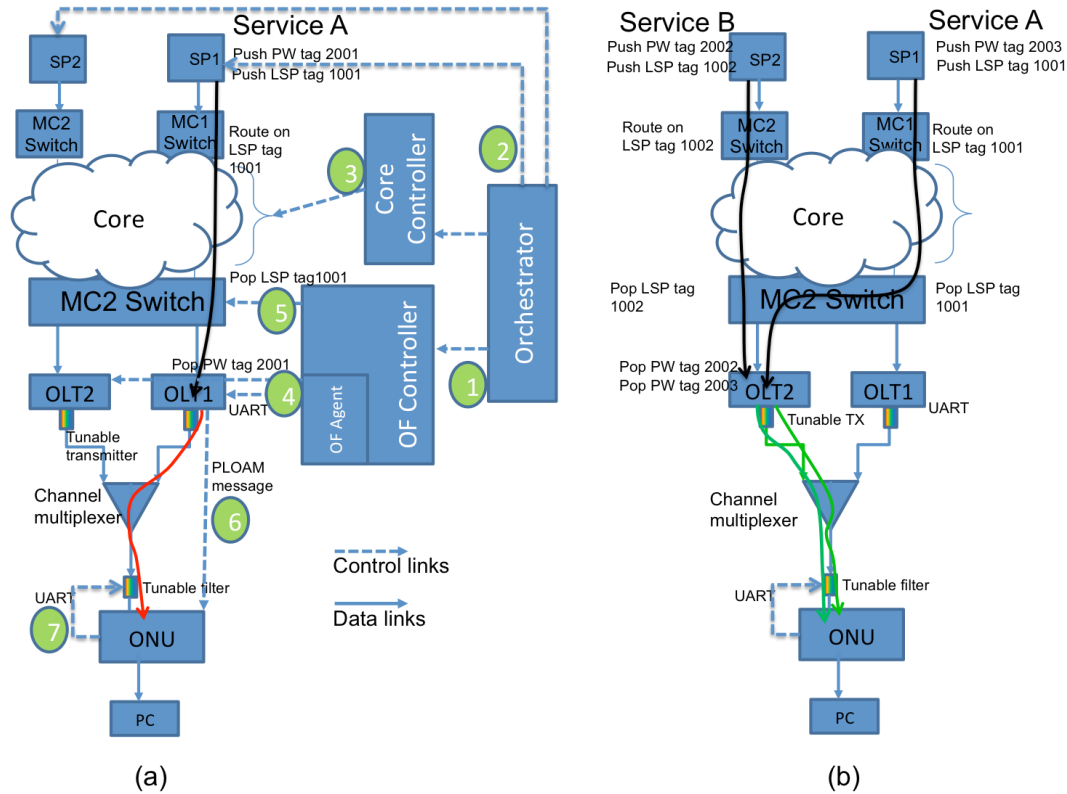 Service A
SP2
SP1
Push PW tag 2001
Push LSP tag 1001
MC2
Switch
MC1
Switch
Route on
LSP tag
1001
2
3
Core
Controller
Core
Orchestrator
Pop LSP tag1001
MC2 Switch
5
OF Controller
1
Pop PW tag 2001
OLT2
OLT1
4
OF Agent
UART
Tunable
transmitter
PLOAM
message
6
Channel
multiplexer
Control links
Tunable filter
UART
Data links
7
ONU
PC
(a)
Service B
Service A
Push PW tag 2002
Push LSP tag 1002
SP2
SP1
Push PW tag 2003
Push LSP tag 1001
Route on
LSP tag 1002
MC2
Switch
MC1
Switch
Route on
LSP tag 1001
Core
Pop LSP tag
1002
MC2 Switch
Pop LSP tag
1001
Pop PW tag 2002
Pop PW tag 2003
OLT2
OLT1
Tunable TX
UART
Channel
multiplexer
Tunable filter
UART
ONU
PC
(b)